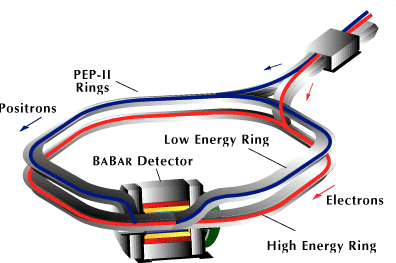 PEP-II
Rings
Positrons
Low Energy Ring
BABAR Detector
Electrons
High Energy Ring